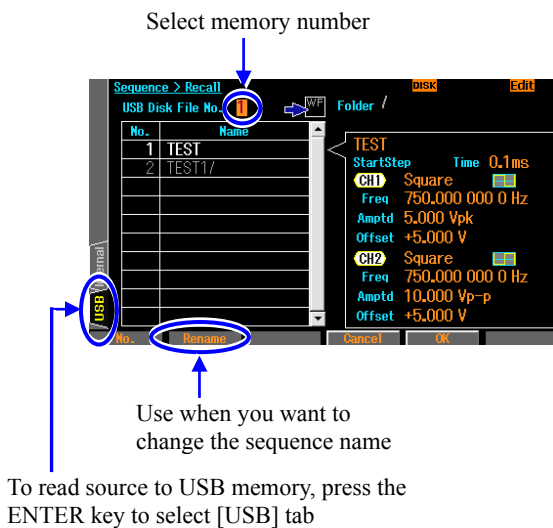 Select memory number
Sequence > Recall
DISK
Edit
USB Disk File No. 1
WF
Folder /
No. Name
1 TEST
2 TEST1/
TEST
StartStep Time 0.1ms
CH1 Square
Freq 750.000 000 0 Hz
Amptd 5.000 Vpk
Offset +5.000 V
CH2 Square
Freq 750.000 000 0 Hz
Amptd 10.000 Vp-p
Offset +5.000 V
USB
No. Rename Cancel OK
Use when you want to
change the sequence name
To read source to USB memory, press the
ENTER key to select [USB] tab